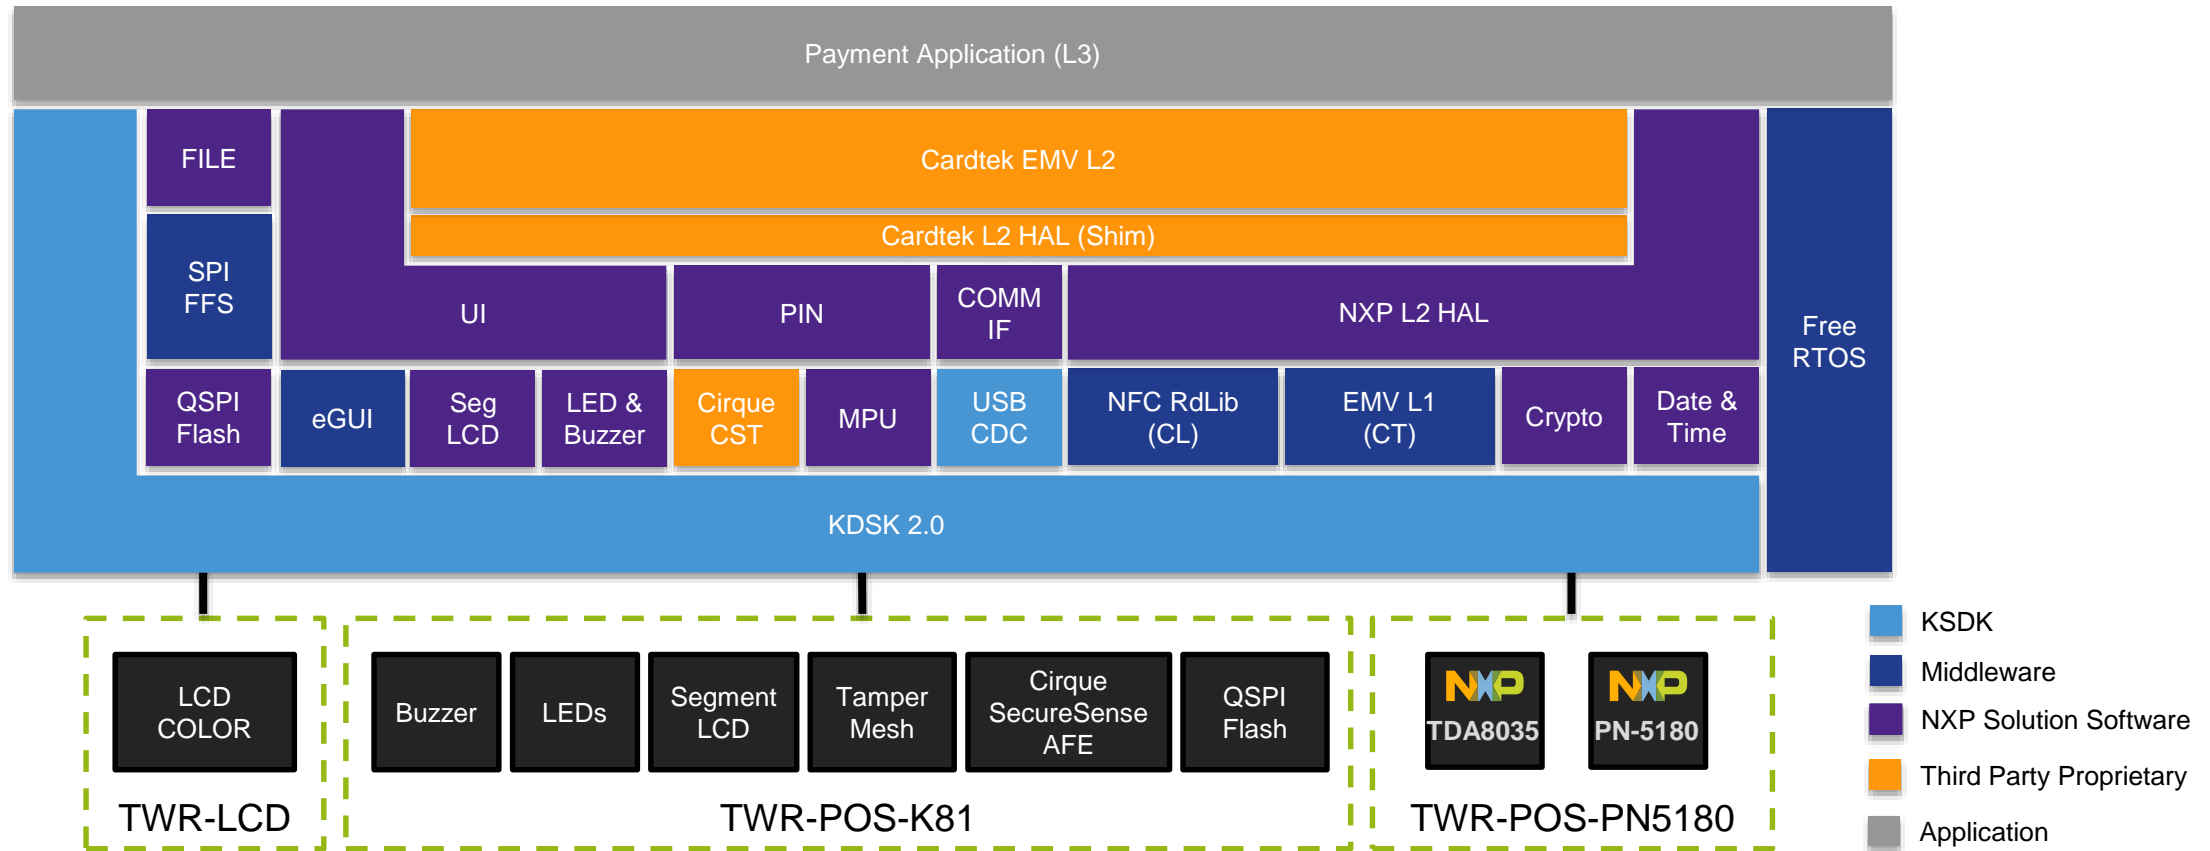 Payment Application (L3)
FILE
Cardtek EMV L2
Cardtek L2 HAL (Shim)
SPI
FFS
UI
PIN
COMM
IF
NXP L2 HAL
Free
RTOS
QSPI
Flash
eGUI
Seg
LCD
LED &
Buzzer
Cirque
CST
MPU
USB
CDC
NFC RdLib
(CL)
EMV L1
(CT)
Crypto
Date &
Time
KDSK 2.0
LCD
COLOR
TWR-LCD
Buzzer
LEDs
Segment
LCD
Tamper
Mesh
Cirque
SecureSense
AFE
QSPI
Flash
TWR-POS-K81
NXP
TDA8035
NXP
PN-5180
TWR-POS-PN5180
KSDK
Middleware
NXP Solution Software
Third Party Proprietary
Application